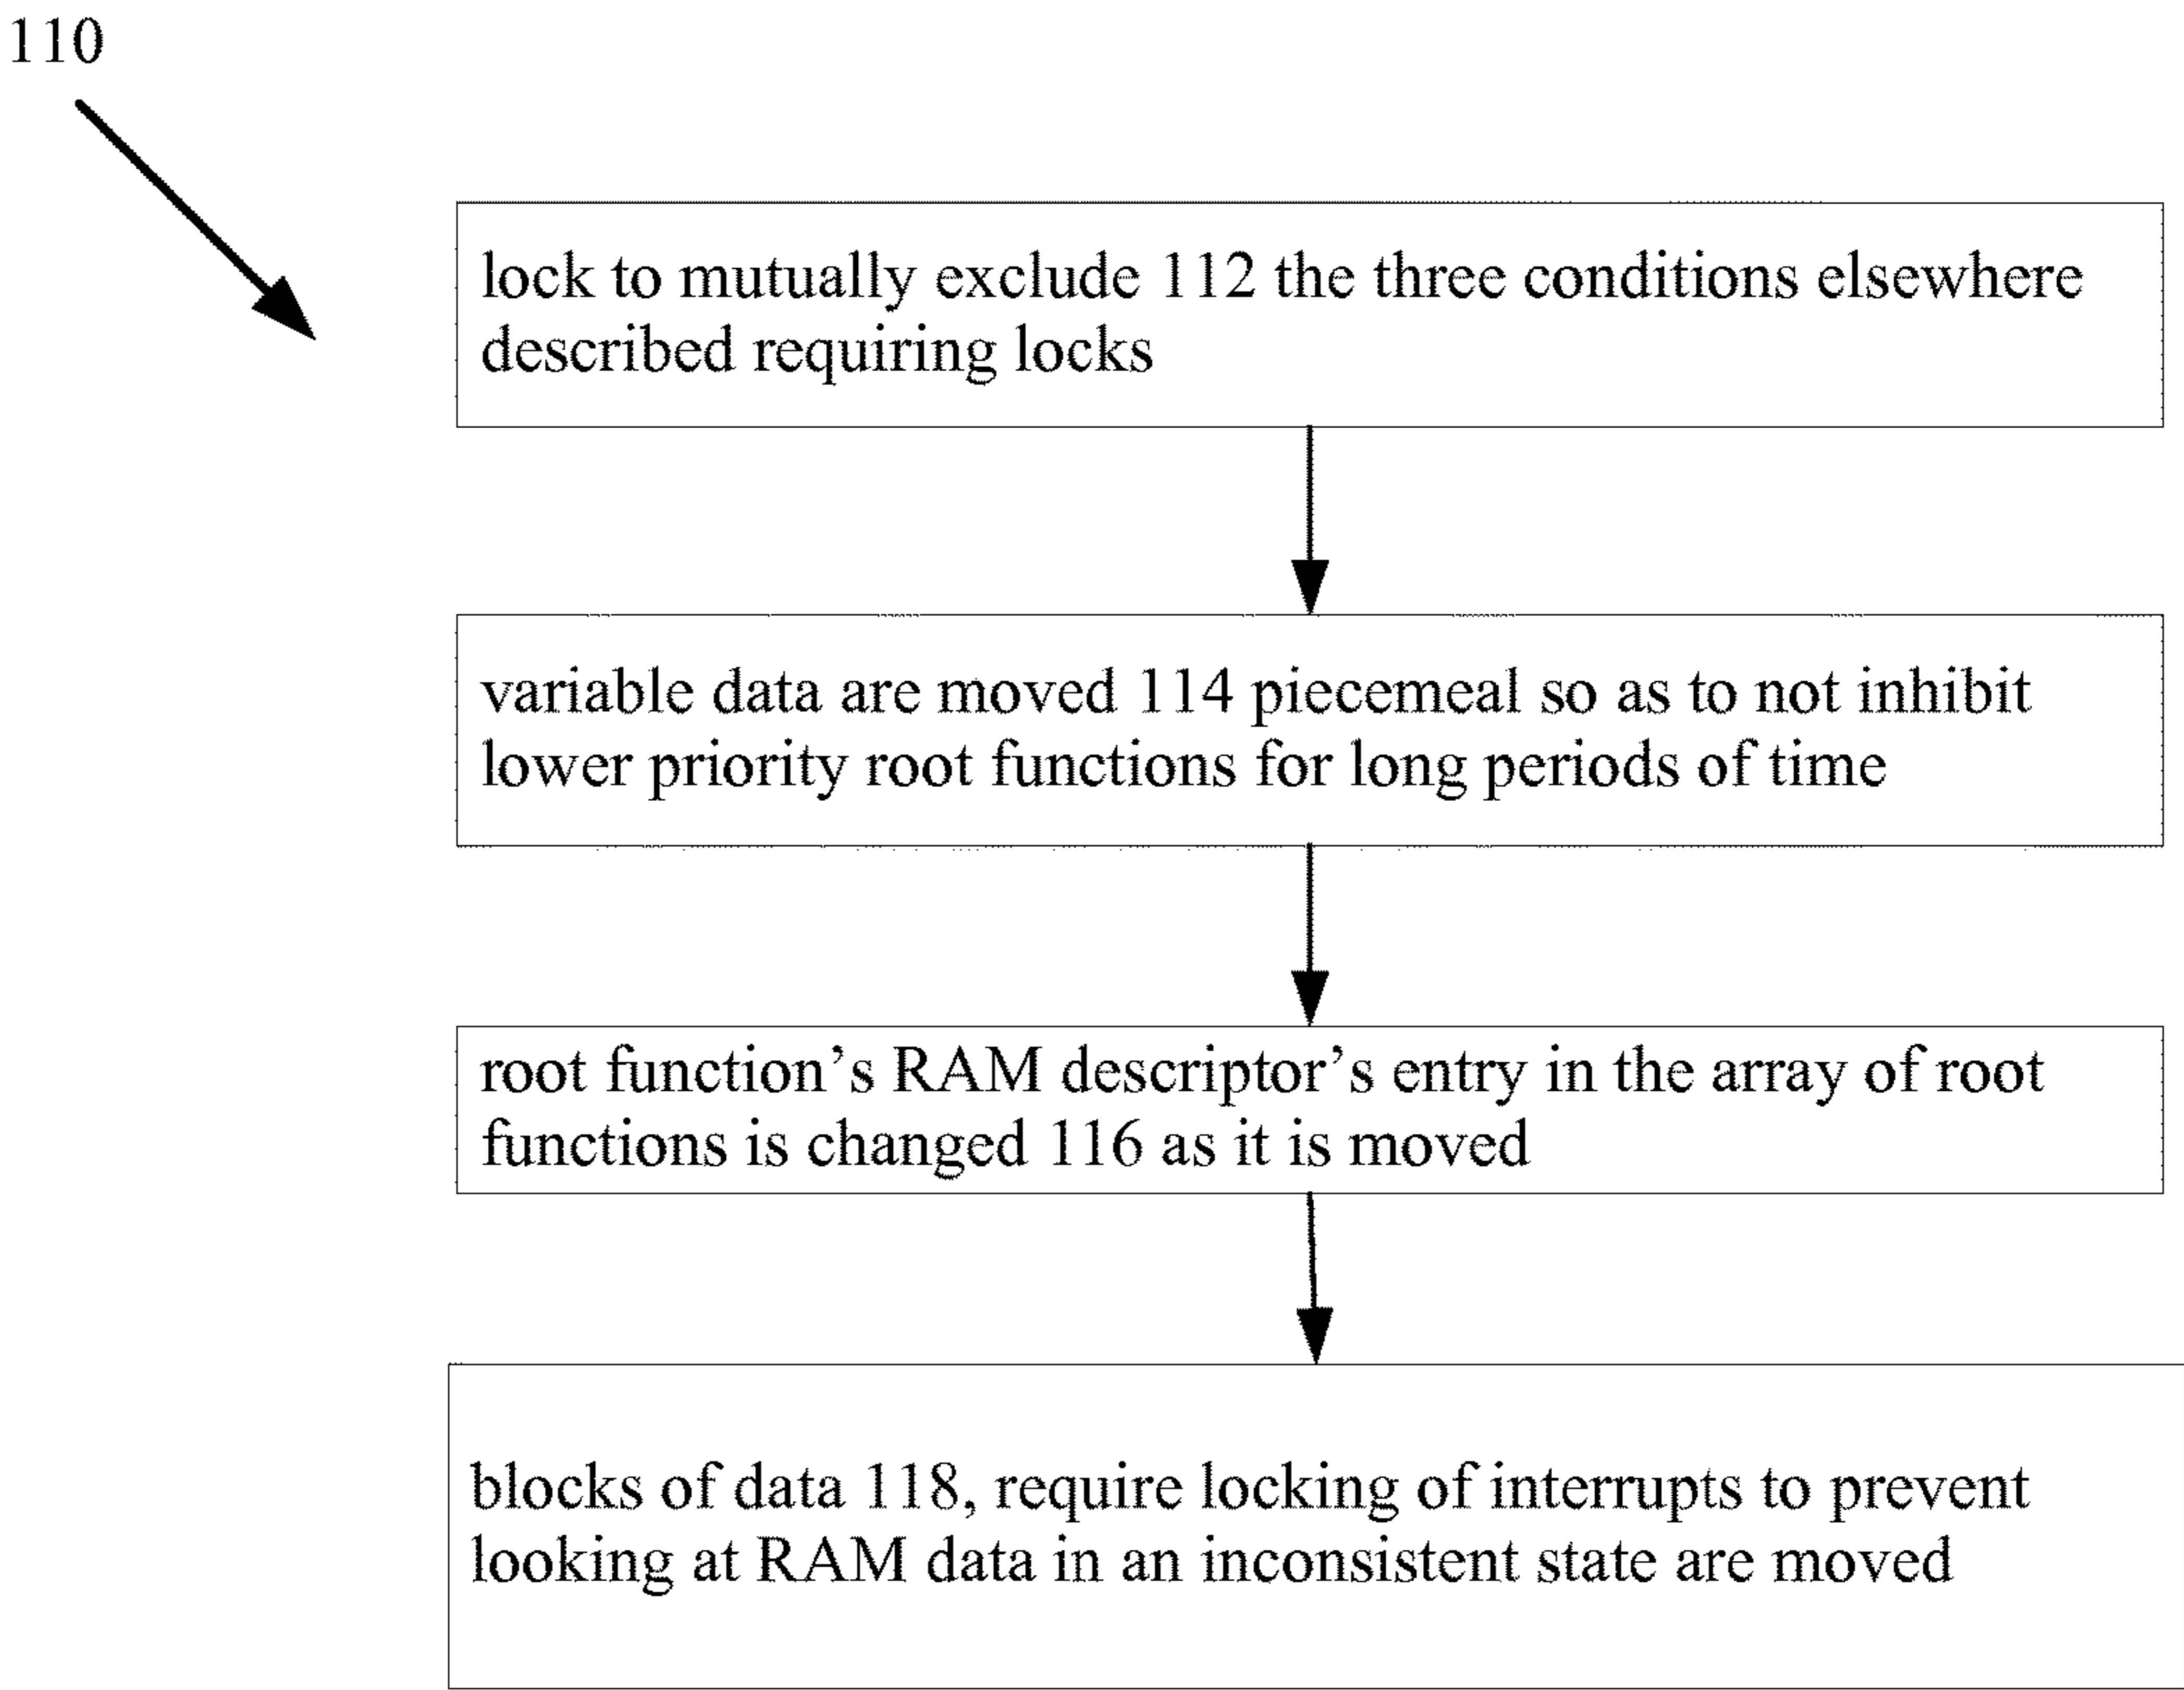 110
lock to mutually exclude 112 the three conditions elsewhere
described requiring locks
variable data are moved 114 piecemeal so as to not inhibit
lower priority root functions for long periods of time
root function’s RAM descriptor’s entry in the array of root
functions is changed 116 as it is moved
blocks of data 118, require locking of interrupts to prevent
looking at RAM data in an inconsistent state are moved